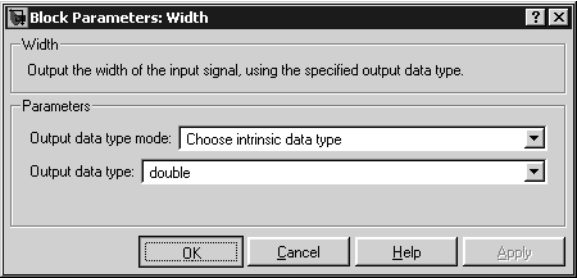 Block Parameters: Width
Width
Output the width of the input signal, using the specified output data type.
Parameters
Output data type mode: Choose intrinsic data type
Output data type: double
OK Cancel Help Apply